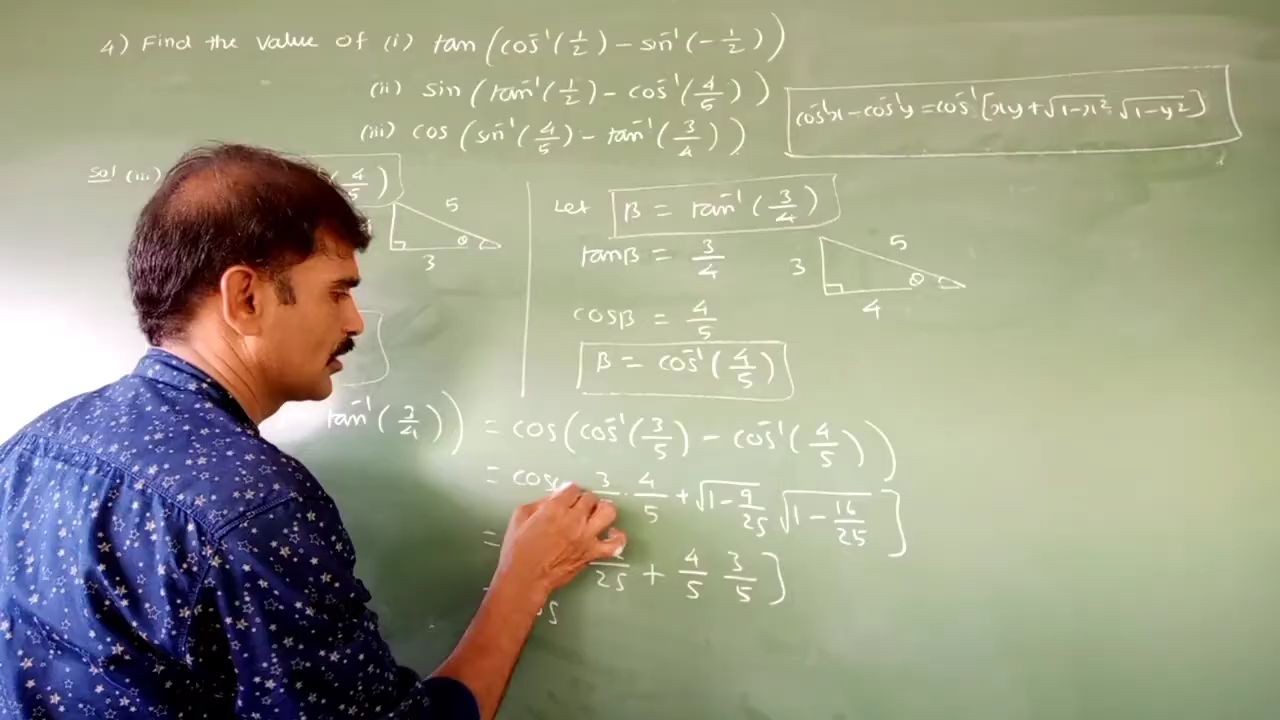 4) Find the value of (i) tan(cos⁻¹(1/2) – sin⁻¹(–1/2))
(ii) sin(tan⁻¹(1/2) – cos⁻¹(4/5))
(iii) cos(sin⁻¹(4/5) – tan⁻¹(3/4)).
cos⁻¹x – cos⁻¹y = cos⁻¹[xy + √1–x² √1–y²]
Sol (iii)
4/5)
5
θ
3
Let β = tan⁻¹(3/4)
tanβ = 3/4
cosβ = 4/5
β = cos⁻¹(4/5)
5
3
θ
4
tan⁻¹(3/4)) = cos(cos⁻¹(3/5) – cos⁻¹(4/5))
= cos 3 . 4/5 + √1–9/25 √1–16/25]
= 25 + 4/5 3/5]